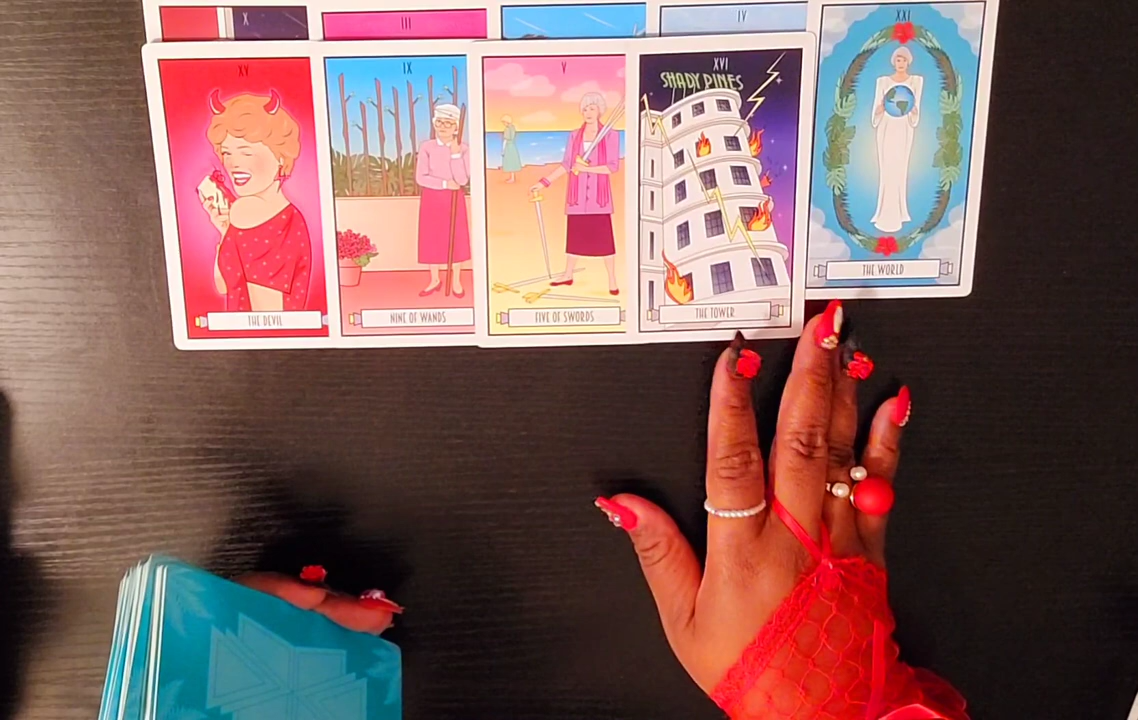 X
III
IV
XXI
XV
IX
V
XVI
SHADY PINES
THE DEVIL
NINE OF WANDS
FIVE OF SWORDS
THE TOWER
THE WORLD